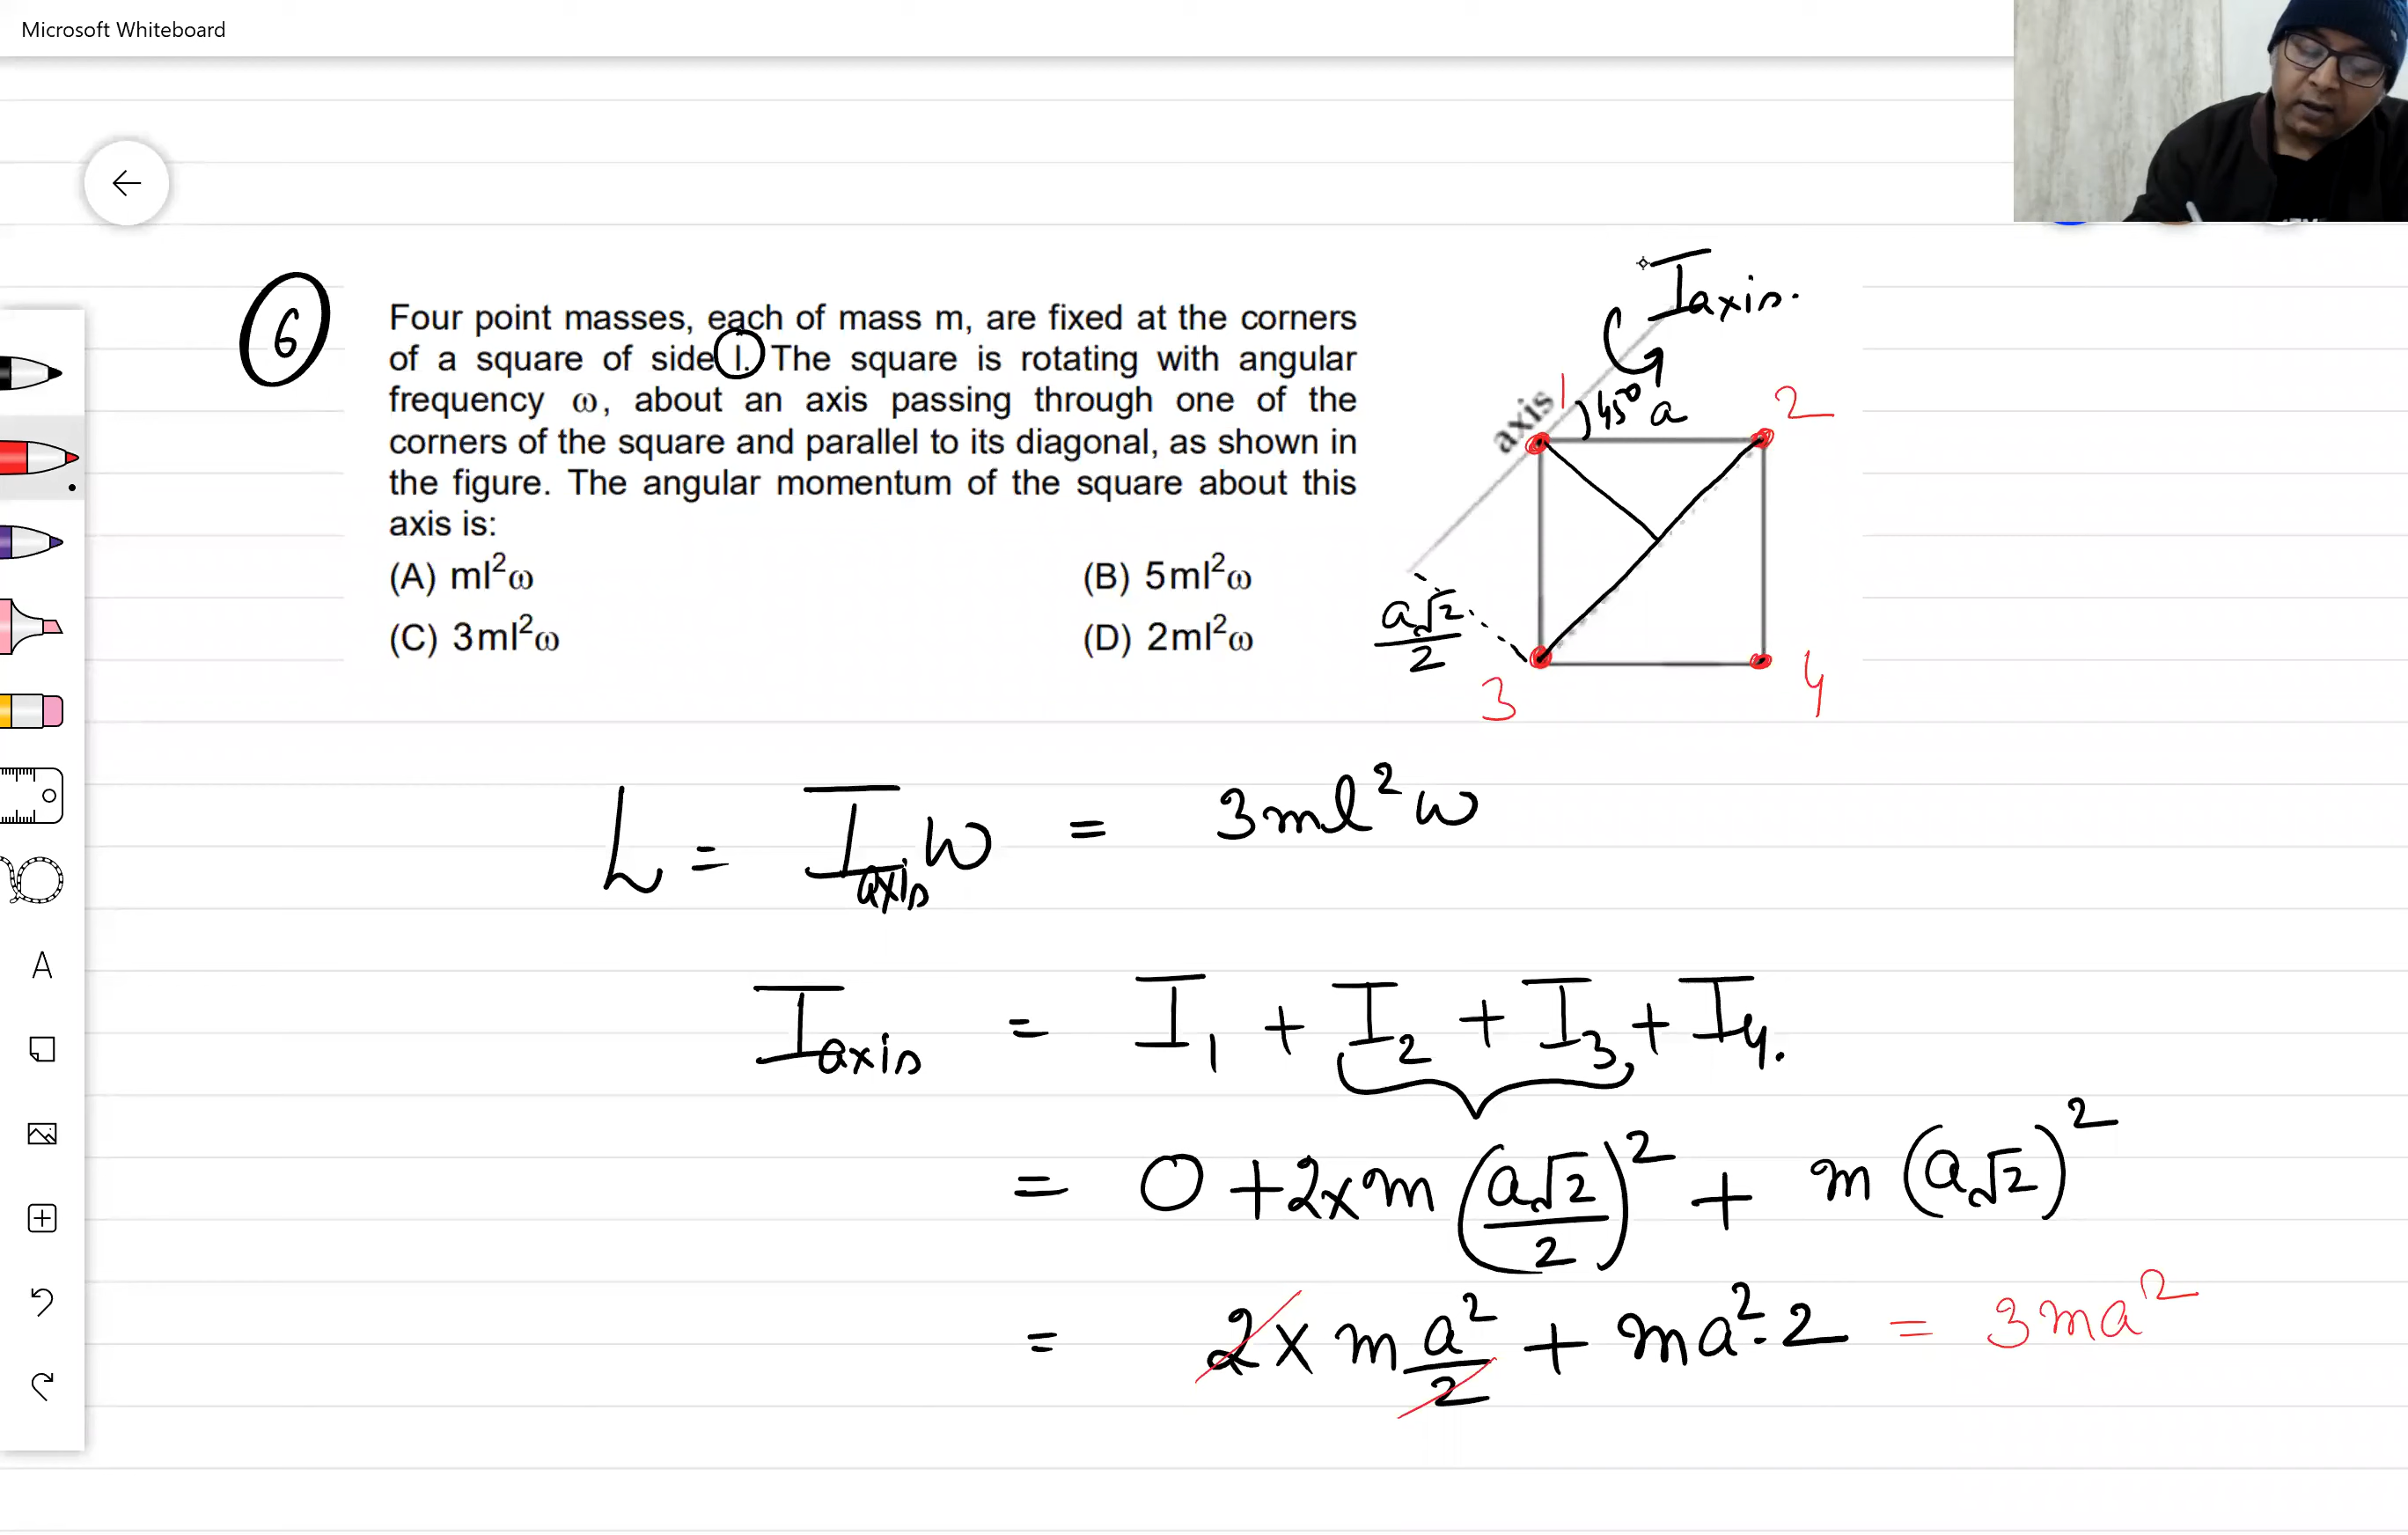 Microsoft Whiteboard
6
Four point masses, each of mass m, are fixed at the corners
of a square of side l. The square is rotating with angular
frequency ω, about an axis passing through one of the
corners of the square and parallel to its diagonal, as shown in
the figure. The angular momentum of the square about this
axis is:
(A) ml²ω
(B) 5ml²ω
(C) 3ml²ω
(D) 2ml²ω
I axis.
axis
1
45° a
2
a√2/2
3
4
L = I axis ω = 3ml²ω
I axis = I₁ + I₂ + I₃ + I₄.
= 0 + 2 x m (a√2/2)² + m (a√2)²
= 2 x m a²/2 + ma².2 = 3ma²
A